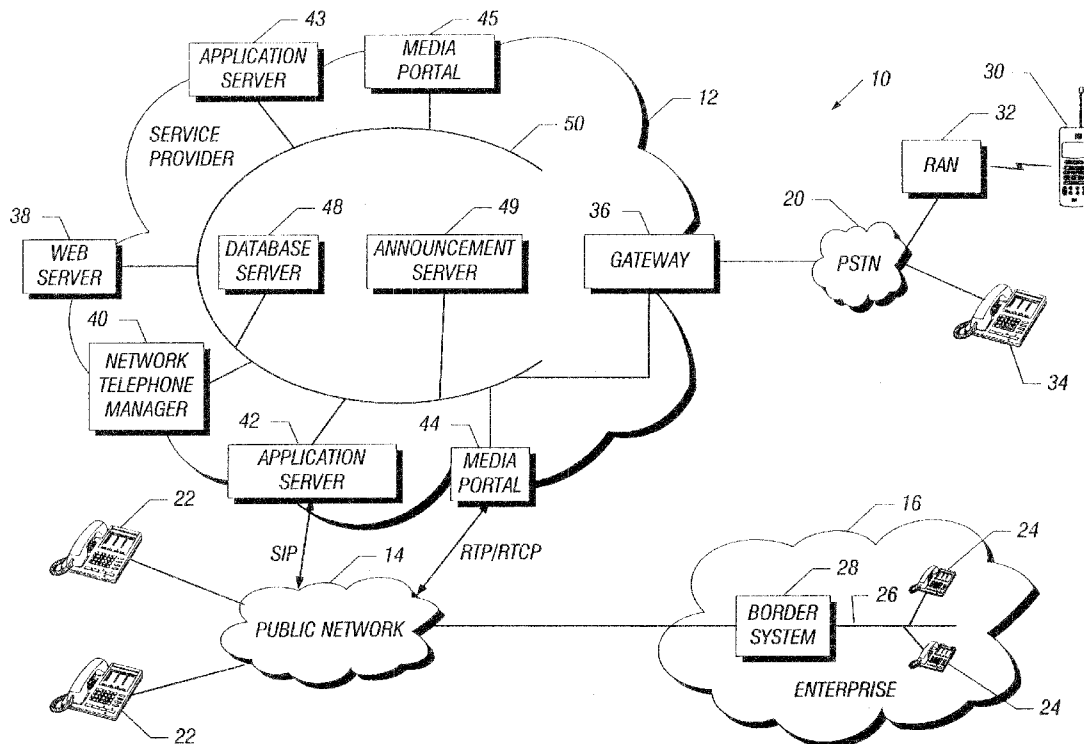 43
45
APPLICATION
SERVER
MEDIA
PORTAL
12
10
30
32
SERVICE
PROVIDER
50
RAN
38
48
49
36
20
WEB
SERVER
DATABASE
SERVER
ANNOUNCEMENT
SERVER
GATEWAY
PSTN
40
NETWORK
TELEPHONE
MANAGER
34
42
44
APPLICATION
SERVER
MEDIA
PORTAL
22
SIP
14
RTP/RTCP
16
24
28
26
PUBLIC NETWORK
BORDER
SYSTEM
22
ENTERPRISE
24